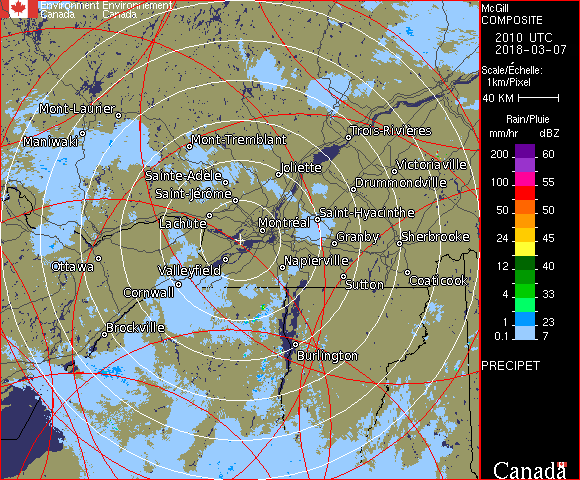 Environment Environnement
Canada Canada
McGill
COMPOSITE
2010 UTC
2018-03-07
Scale/Échelle:
1km/Pixel
40 KM
Rain/Pluie
mm/hr dBZ
200 60
100 55
50 50
24 45
12 40
4 33
1 23
0.1 7
PRECIPET
Canada
Mont-Laurier
Maniwaki
Mont-Tremblant
Trois-Rivières
Joliette
Victoriaville
Sainte-Adèle
Drummondville
Saint-Jérôme
Lachute
Montréal
Saint-Hyacinthe
Granby
Sherbrooke
Ottawa
Valleyfield
Napierville
Cornwall
Sutton
Coaticook
Brockville
Burlington